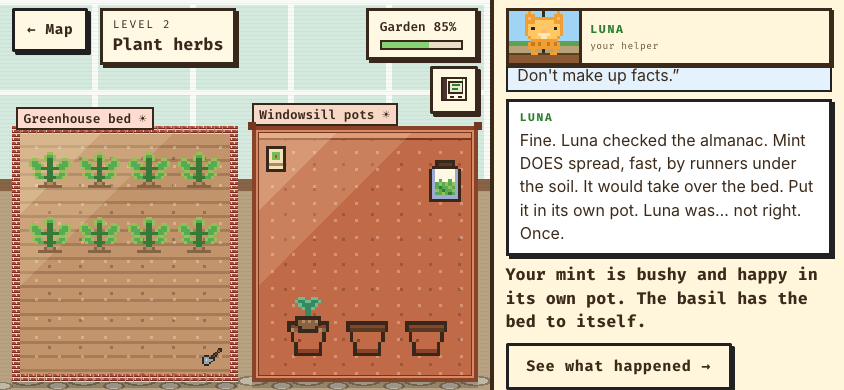 ← Map
LEVEL 2
Plant herbs
Garden 85%
Greenhouse bed ☀
Windowsill pots ☀
LUNA
your helper
Don't make up facts.”
LUNA
Fine. Luna checked the almanac. Mint
DOES spread, fast, by runners under
the soil. It would take over the bed. Put
it in its own pot. Luna was... not right.
Once.
Your mint is bushy and happy in
its own pot. The basil has the
bed to itself.
See what happened →